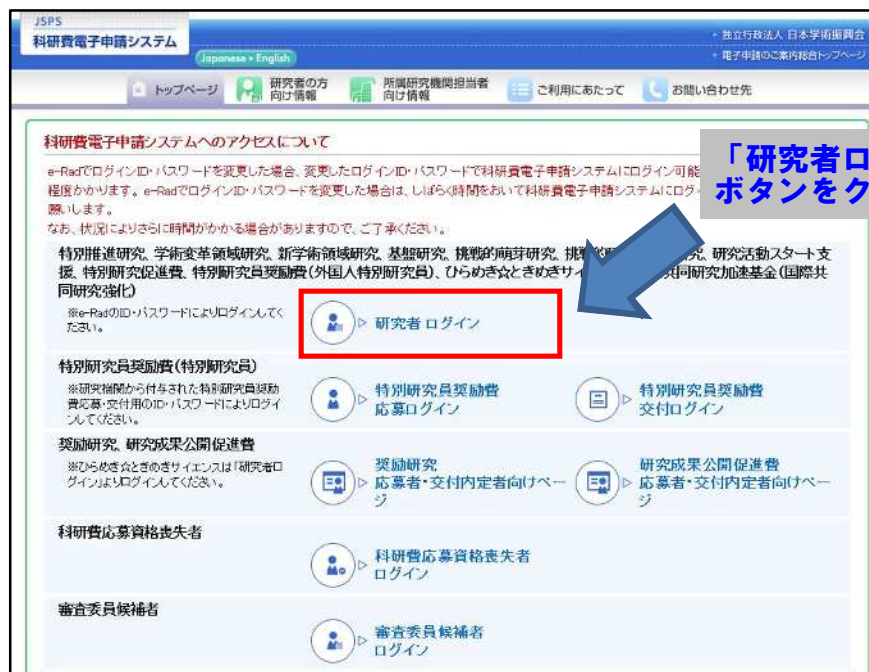 JSPS
科研費電子申請システム
Japanese ▸ English
・独立行政法人 日本学術振興会
・電子申請のご案内総合トップページ
トップページ
研究者の方
向け情報
所属研究機関担当者
向け情報
ご利用にあたって
お問い合わせ先
科研費電子申請システムへのアクセスについて
e-RadでログインID・パスワードを変更した場合、変更したログインID・パスワードで科研費電子申請システムにログイン可能
程度かかります。e-RadでログインID・パスワードを変更した場合は、しばらく時間をおいて科研費電子申請システムにログ
願いします。
なお、状況によりさらに時間がかかる場合がありますので、ご了承ください。
「研究者ロ
ボタンをク
特別推進研究、学術変革領域研究、新学術領域研究、基盤研究、挑戦的萌芽研究、挑戦的 研究、研究活動スタート支
援、特別研究促進費、特別研究員奨励費(外国人特別研究員)、ひらめき☆ときめきサイ 共同研究加速基金(国際共
同研究強化)
※e-RadのID・パスワードによりログインしてく
ださい。
研究者 ログイン
特別研究員奨励費(特別研究員)
※研究機関から付与された特別研究員奨励
費応募・交付用のID・パスワードによりログイ
ンしてください。
特別研究員奨励費
応募ログイン
特別研究員奨励費
交付ログイン
奨励研究、研究成果公開促進費
※ひらめき☆ときめきサイエンスは「研究者ロ
グイン」よりログインしてください。
奨励研究
応募者・交付内定者向けペー
ジ
研究成果公開促進費
応募者・交付内定者向けペー
ジ
科研費応募資格喪失者
科研費応募資格喪失者
ログイン
審査委員候補者
審査委員候補者
ログイン